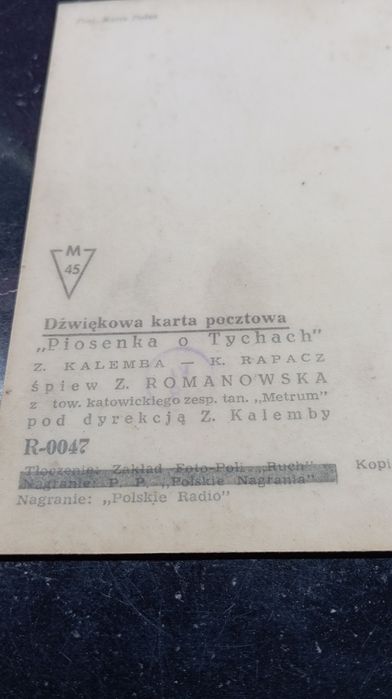 M
45
Dźwiękowa karta pocztowa
„Piosenka o Tychach"
Z. KALEMBA — K. RAPACZ
śpiew Z. ROMANOWSKA
z tow. katowickiego zesp. tan. „Metrum"
pod dyrekcją Z. Kalemby
R-0047
Tłoczenie: Zakład Foto-Poli „Ruch" Kopi
Nagranie: P. P. „Polskie Nagrania"
Nagranie: „Polskie Radio"